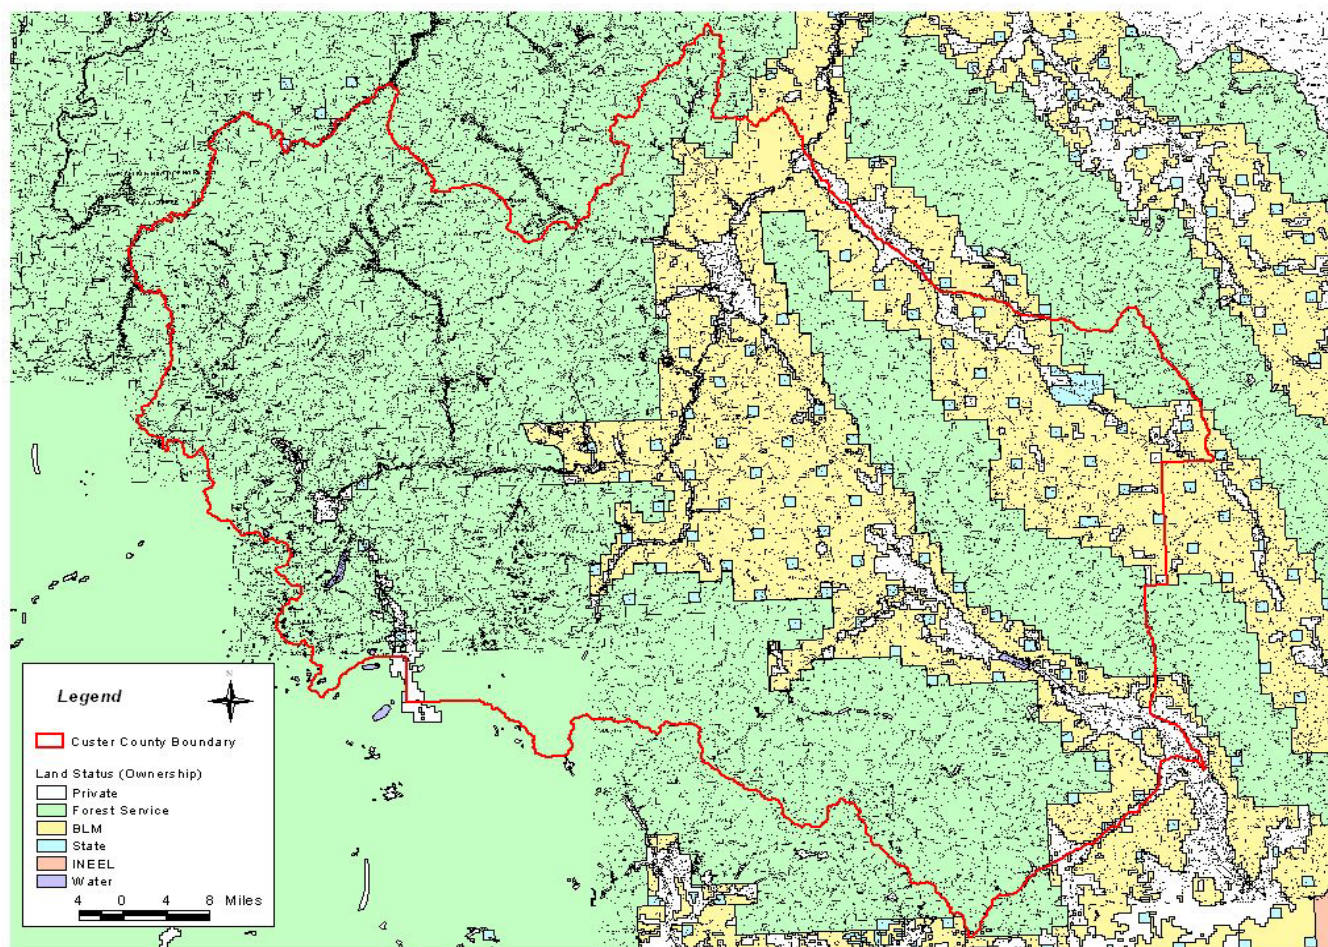 N
Legend
Custer County Boundary
Land Status (Ownership)
Private
Forest Service
BLM
State
INEEL
Water
4 0 4 8 Miles